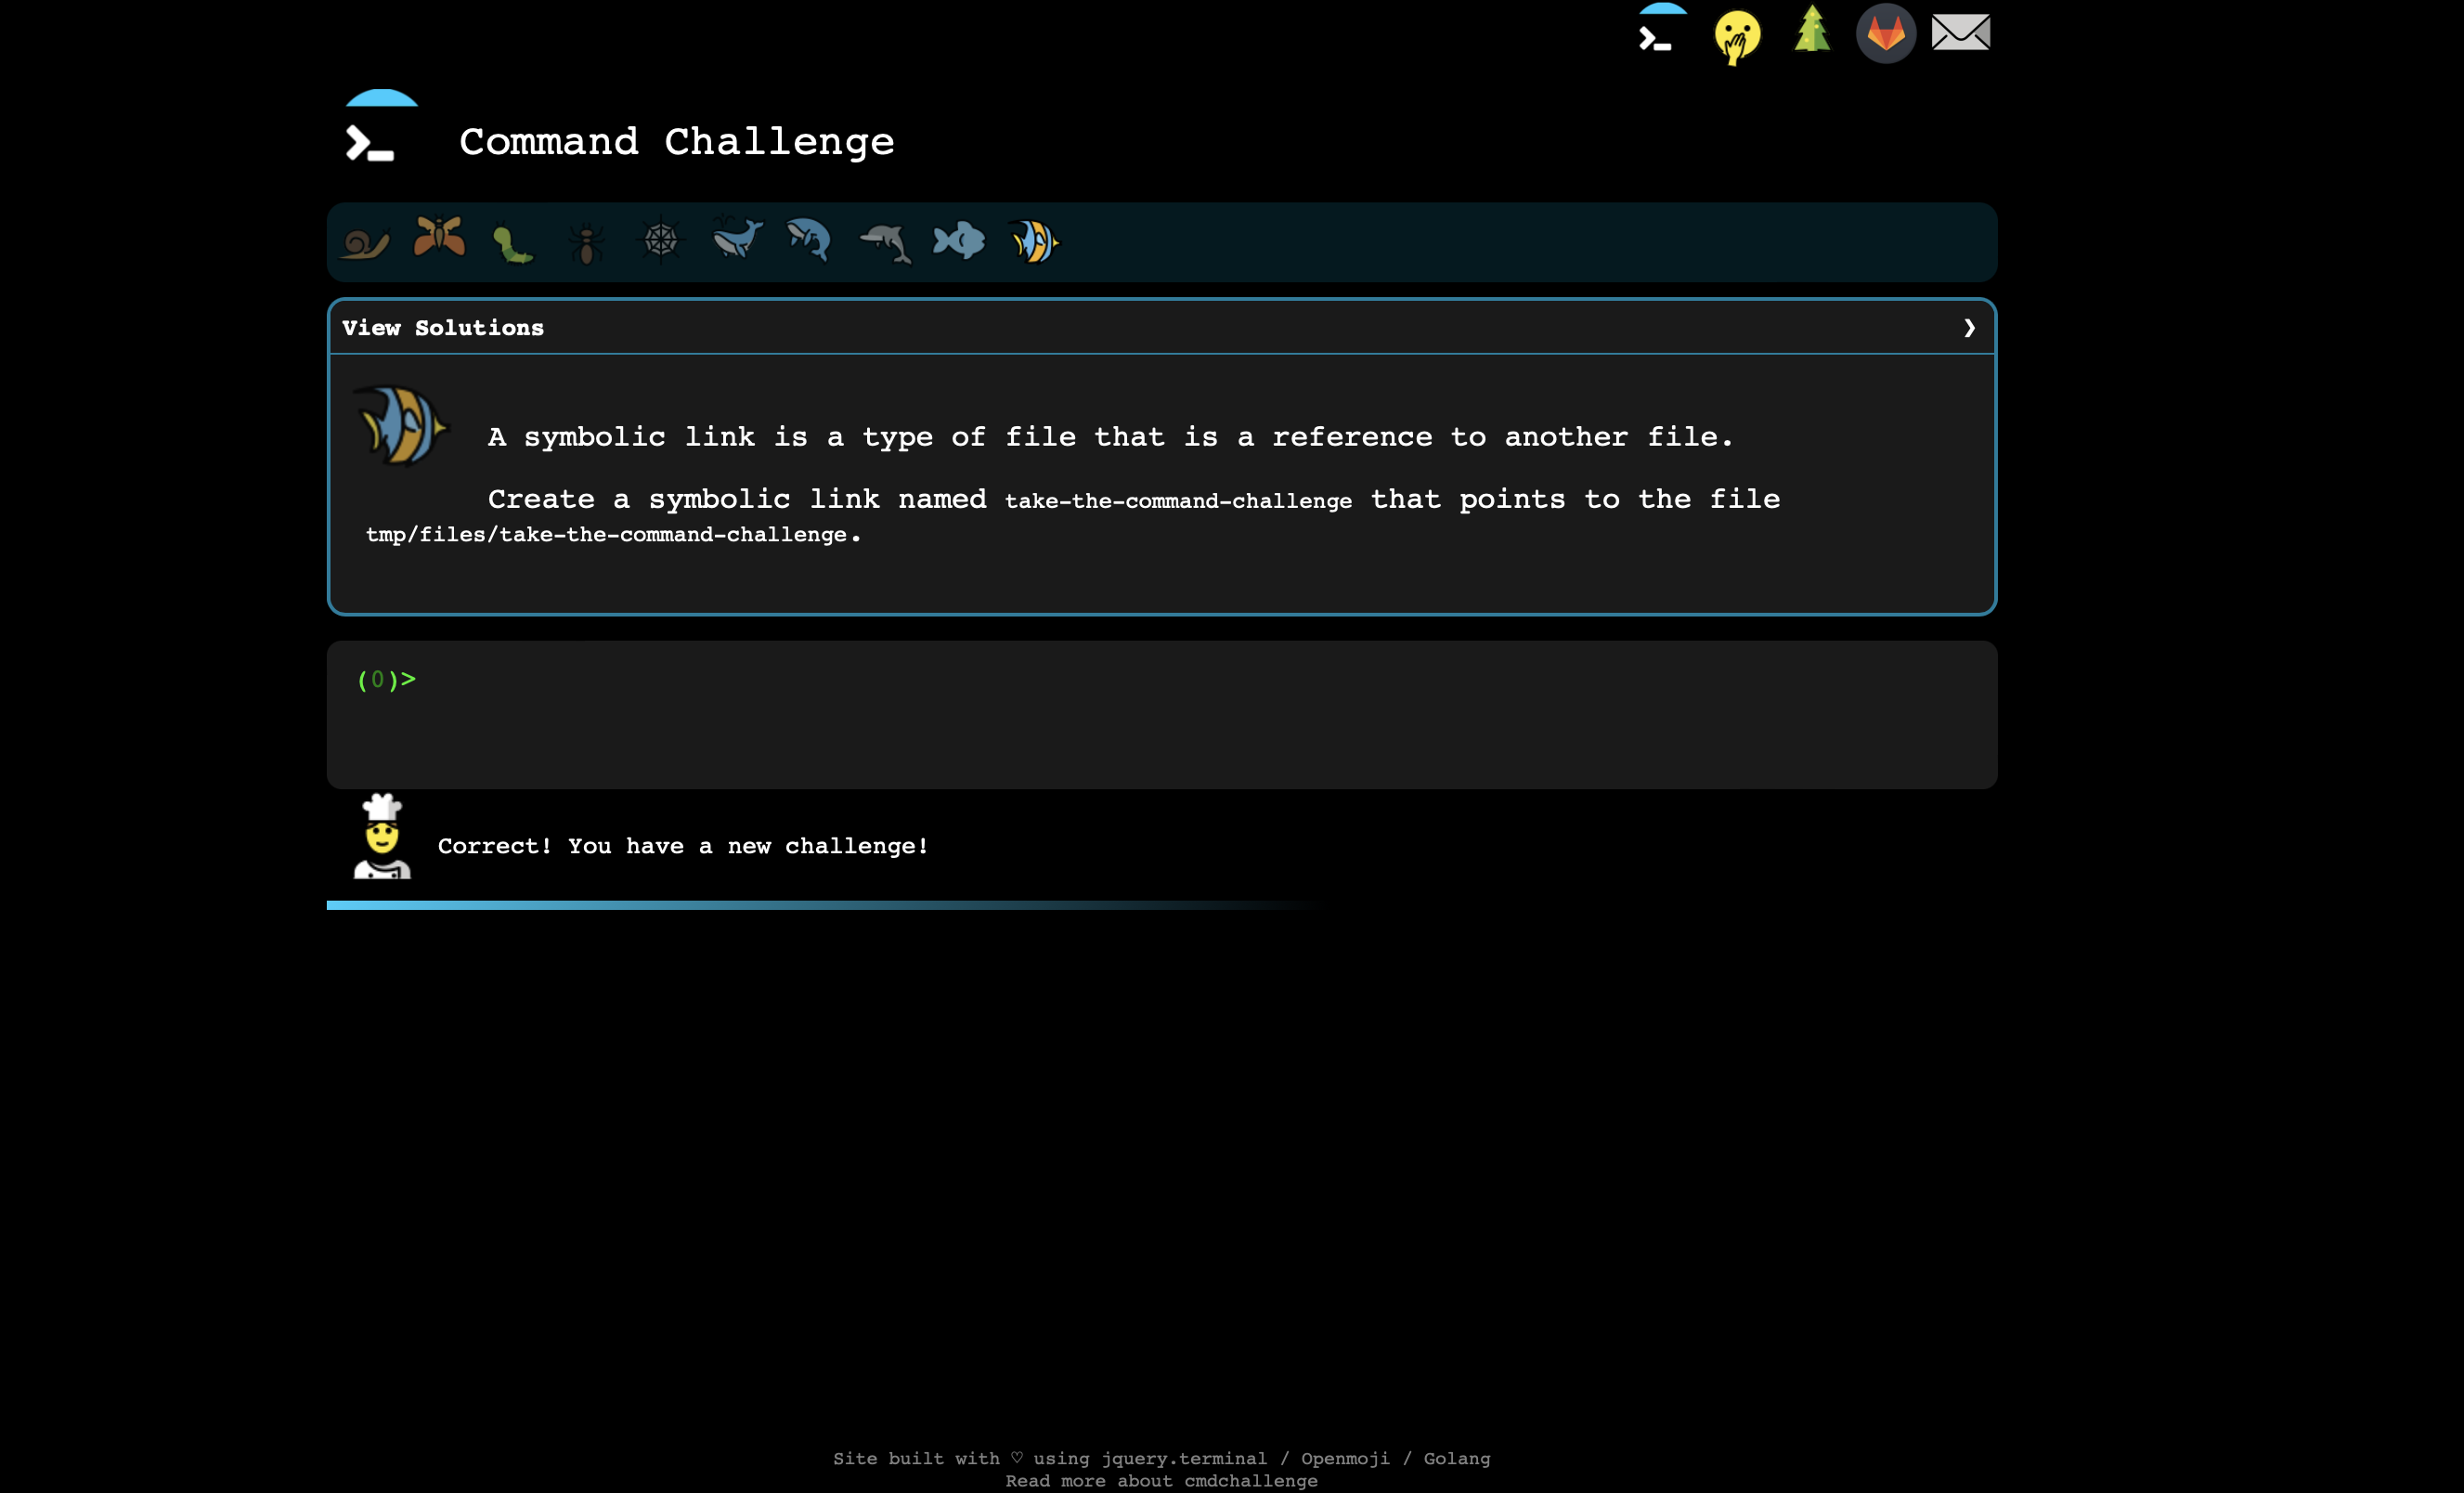 Command Challenge
View Solutions ❯
A symbolic link is a type of file that is a reference to another file.
Create a symbolic link named take-the-command-challenge that points to the file
tmp/files/take-the-command-challenge.
(0)>
Correct! You have a new challenge!
Site built with ♡ using jquery.terminal / Openmoji / Golang
Read more about cmdchallenge